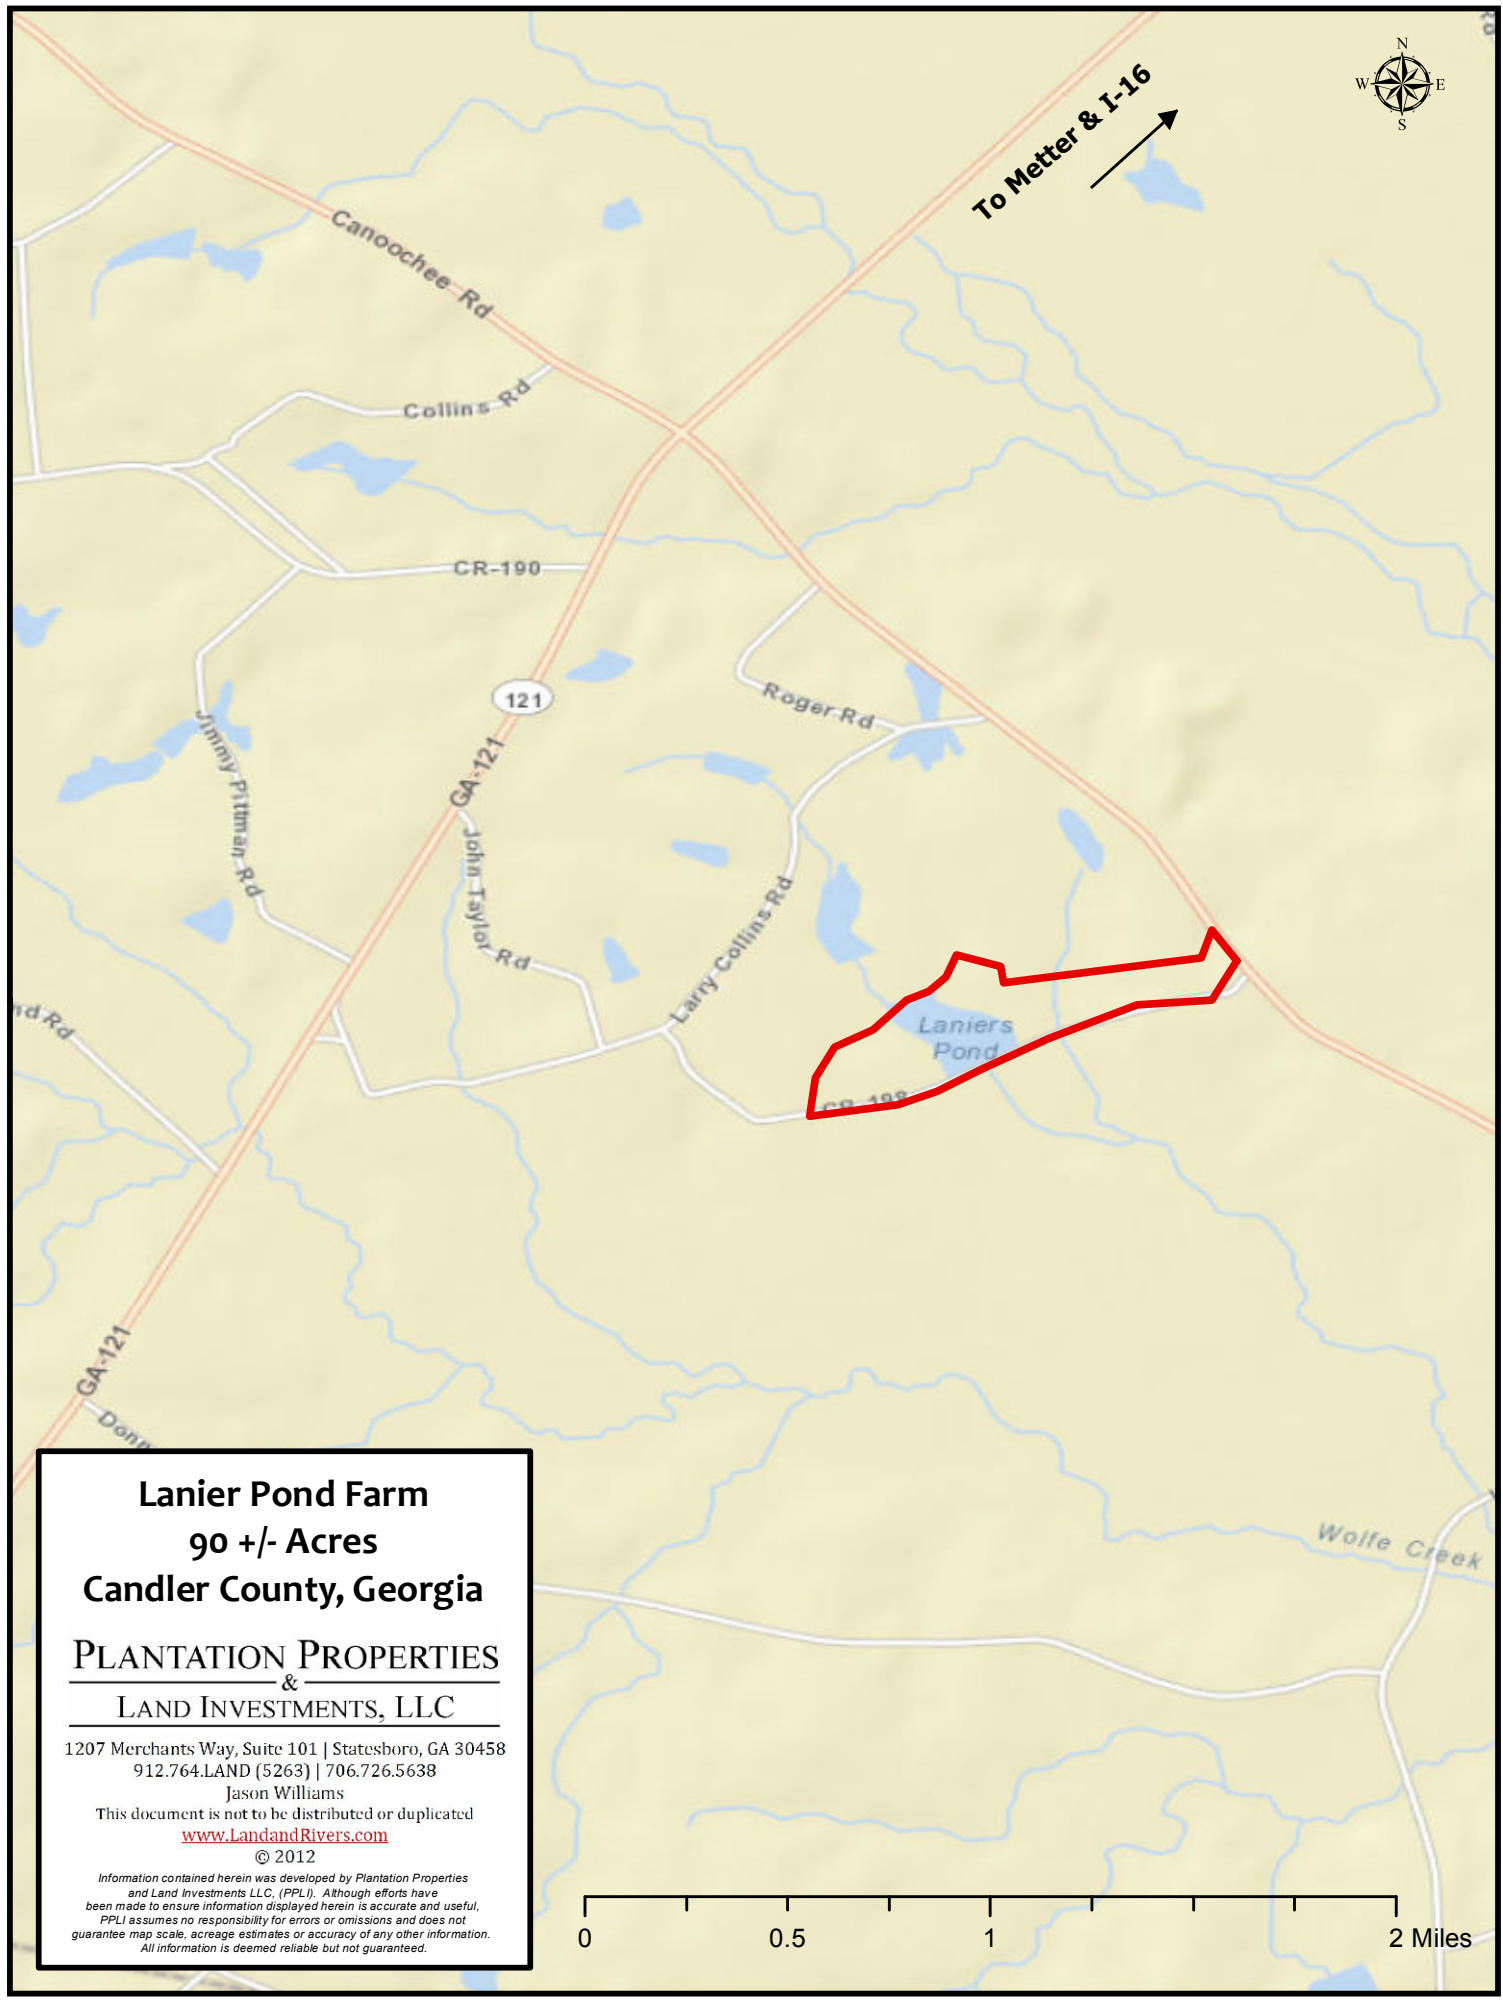 N
W E
S
To Metter & I-16
Canoochee Rd
Collins Rd
CR-190
121
Roger Rd
GA-121
Jimmy Pittman Rd
John Taylor Rd
Larry Collins Rd
Laniers
Pond
CR-198
Rd
GA-121
Wolfe Creek
Lanier Pond Farm
90 +/- Acres
Candler County, Georgia
PLANTATION PROPERTIES
&
LAND INVESTMENTS, LLC
1207 Merchants Way, Suite 101 | Statesboro, GA 30458
912.764.LAND (5263) | 706.726.5638
Jason Williams
This document is not to be distributed or duplicated
www.LandandRivers.com
© 2012
Information contained herein was developed by Plantation Properties
and Land Investments LLC, (PPLI). Although efforts have
been made to ensure information displayed herein is accurate and useful,
PPLI assumes no responsibility for errors or omissions and does not
guarantee map scale, acreage estimates or accuracy of any other information.
All information is deemed reliable but not guaranteed.
0 0.5 1 2 Miles